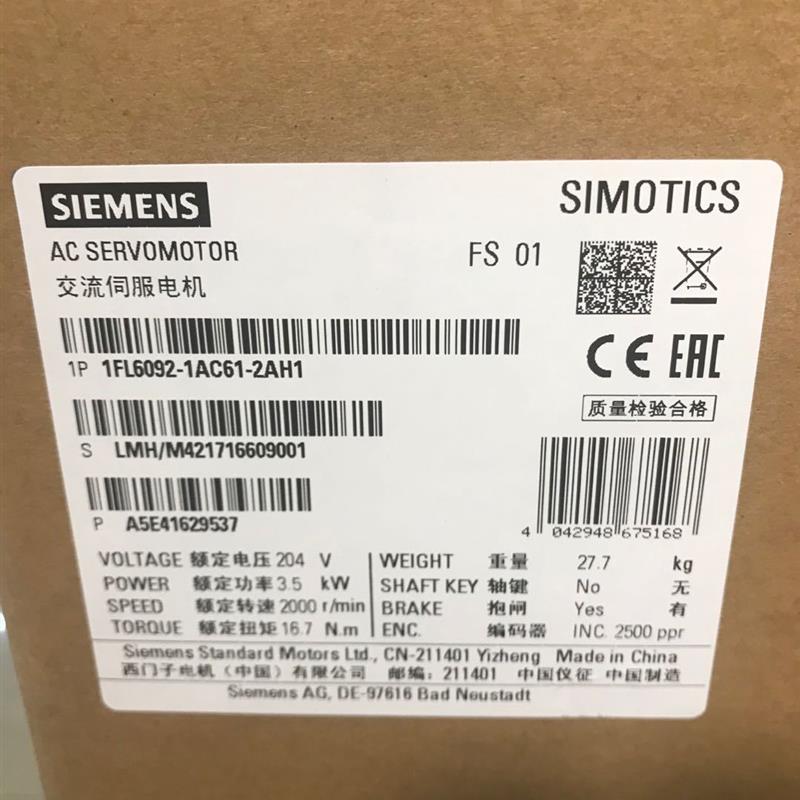 SIEMENS
SIMOTICS
AC SERVOMOTOR
FS 01
交流伺服电机
1P 1FL6092-1AC61-2AH1
CE EAC
质量检验合格
S LMH/M421716609001
P A5E41629537
4 042948 675168
VOLTAGE 额定电压 204 V
WEIGHT 重量 27.7 kg
POWER 额定功率 3.5 kW
SHAFT KEY 轴键 No 无
SPEED 额定转速 2000 r/min
BRAKE 抱闸 Yes 有
TORQUE 额定扭矩 16.7 N.m
ENC. 编码器 INC. 2500 ppr
Siemens Standard Motors Ltd., CN-211401 Yizheng Made in China
西门子电机（中国）有限公司 邮编: 211401 中国仪征 中国制造
Siemens AG, DE-97616 Bad Neustadt